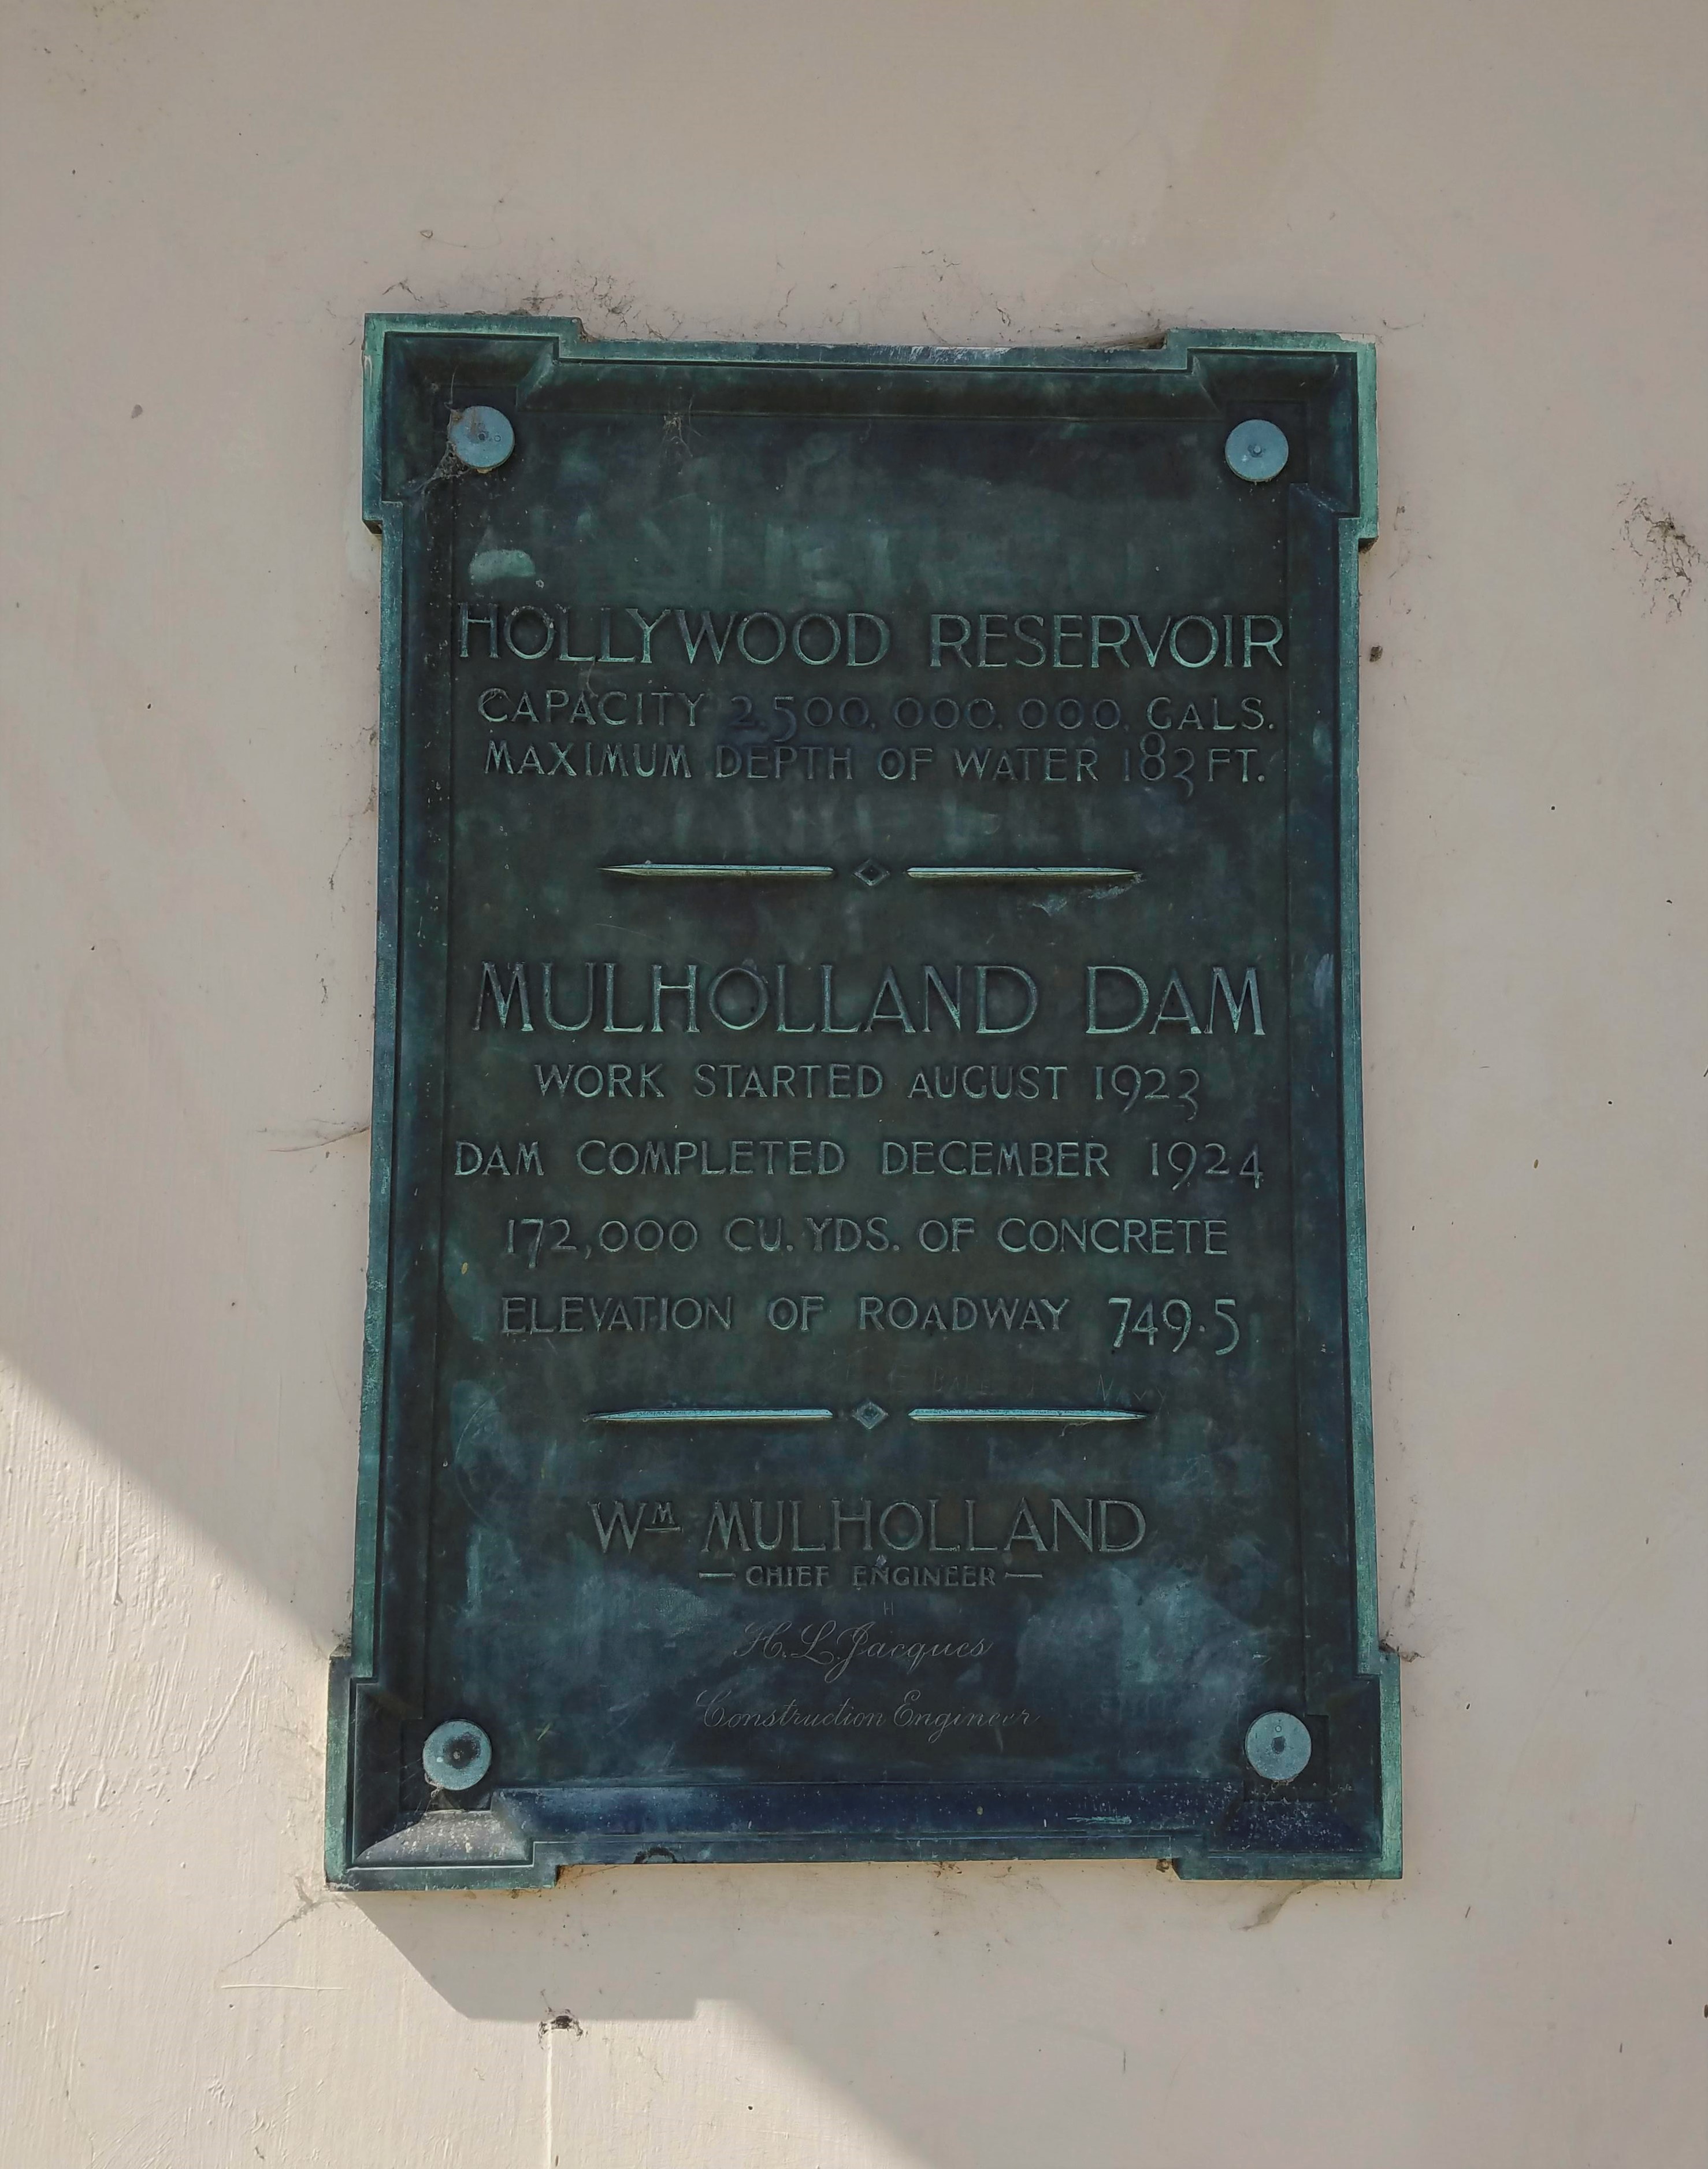 HOLLYWOOD RESERVOIR
CAPACITY 2,500,000,000, GALS.
MAXIMUM DEPTH OF WATER 183 FT.
MULHOLLAND DAM
WORK STARTED AUGUST 1923
DAM COMPLETED DECEMBER 1924
172,000 CU. YDS. OF CONCRETE
ELEVATION OF ROADWAY 749.5
WM MULHOLLAND
— CHIEF ENGINEER —
H
H. L. Jacques
Construction Engineer